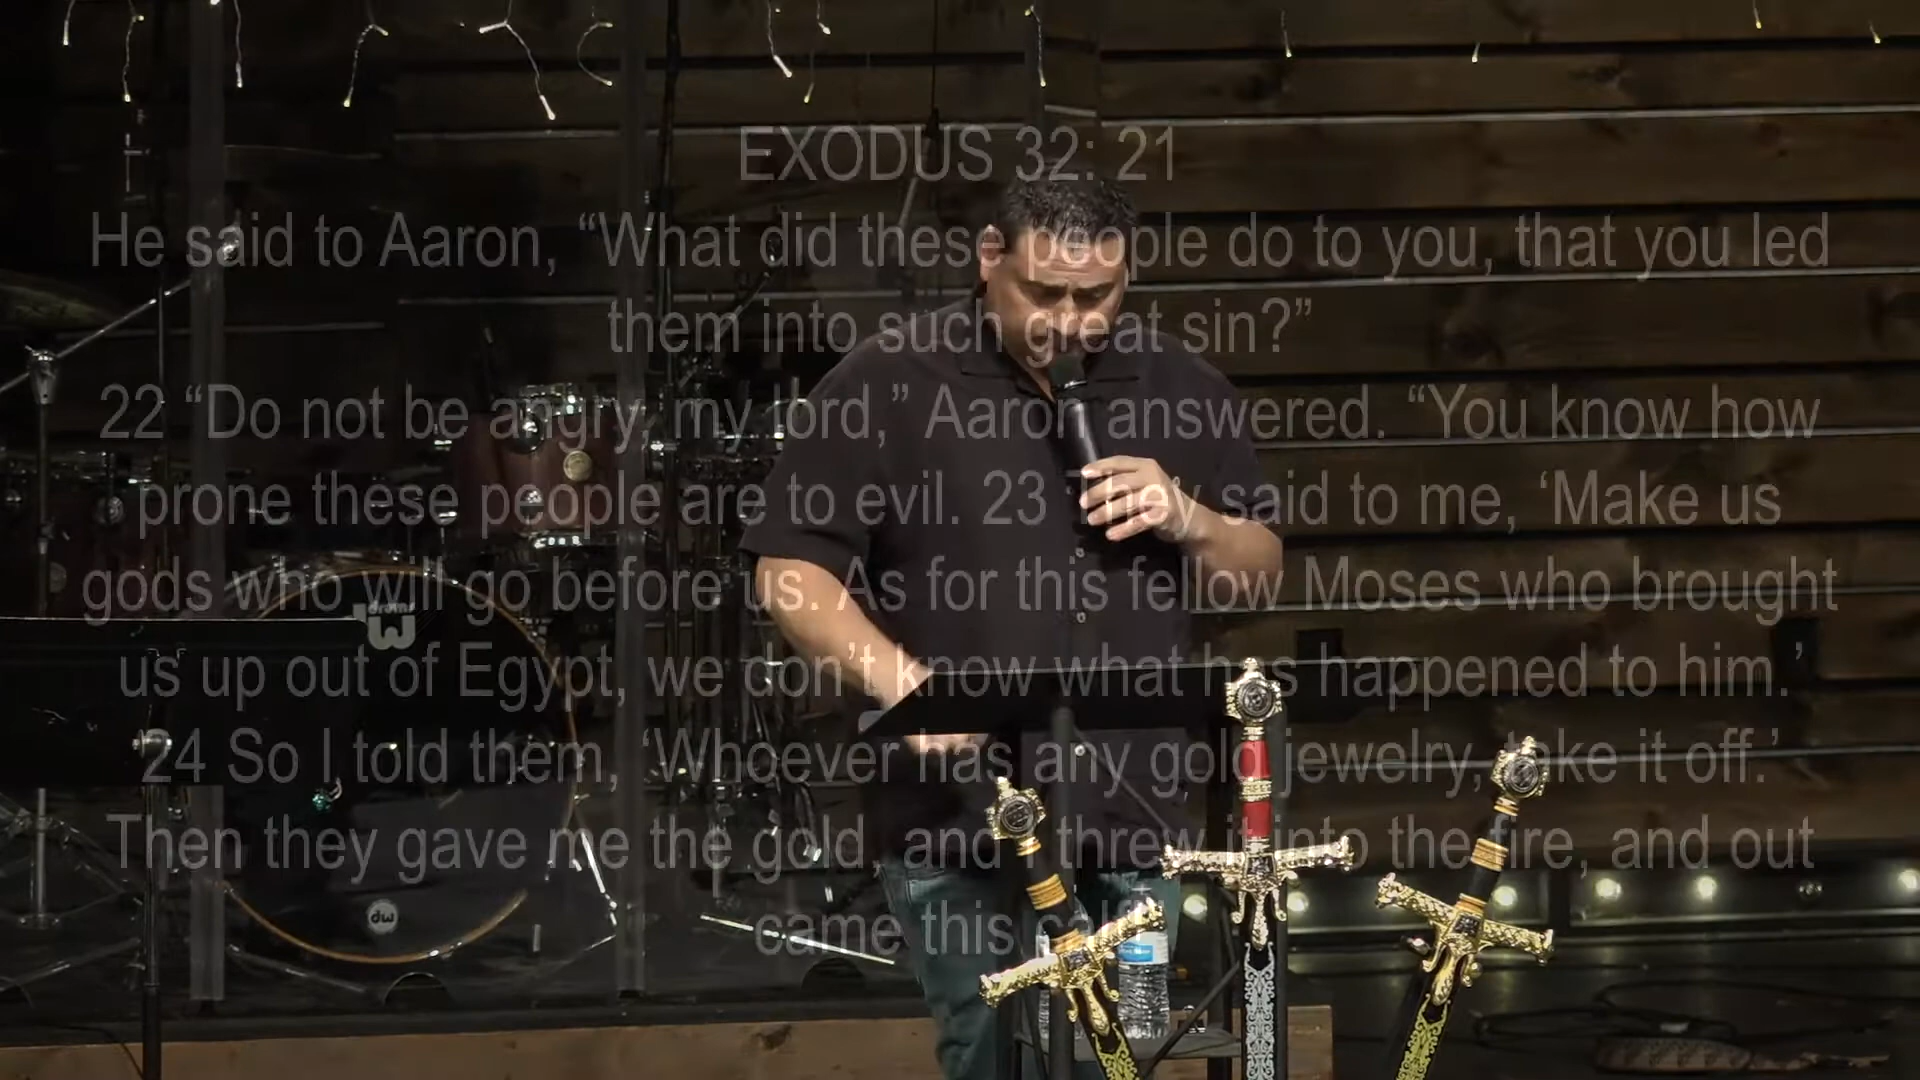 EXODUS 32: 21
He said to Aaron, “What did these people do to you, that you led
them into such great sin?”
22 “Do not be angry, my lord,” Aaron answered. “You know how
prone these people are to evil. 23 They said to me, ‘Make us
gods who will go before us. As for this fellow Moses who brought
us up out of Egypt, we don’t know what has happened to him.’
24 So I told them, ‘Whoever has any gold jewelry, take it off.’
Then they gave me the gold, and I threw it into the fire, and out
came this calf!”
drums
dw